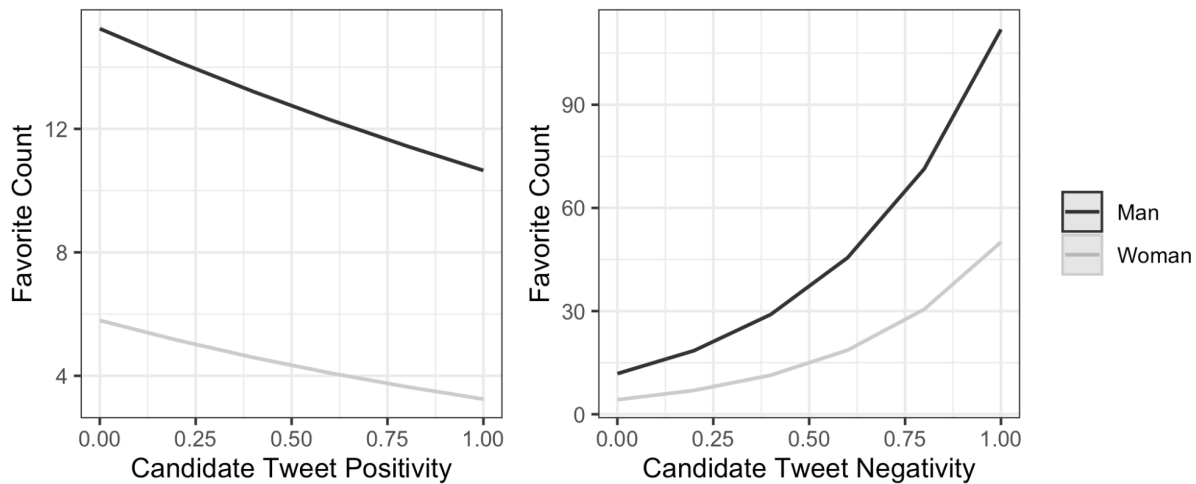 Favorite Count
12
8
4
0.00 0.25 0.50 0.75 1.00
Candidate Tweet Positivity
Favorite Count
90
60
30
0
0.00 0.25 0.50 0.75 1.00
Candidate Tweet Negativity
Man
Woman